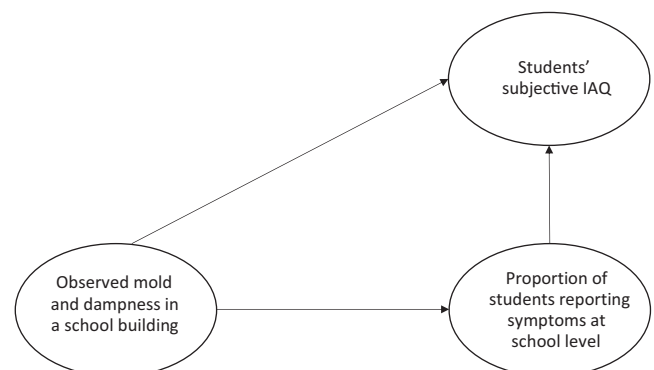 Students’
subjective IAQ
Observed mold
and dampness in
a school building
Proportion of
students reporting
symptoms at
school level